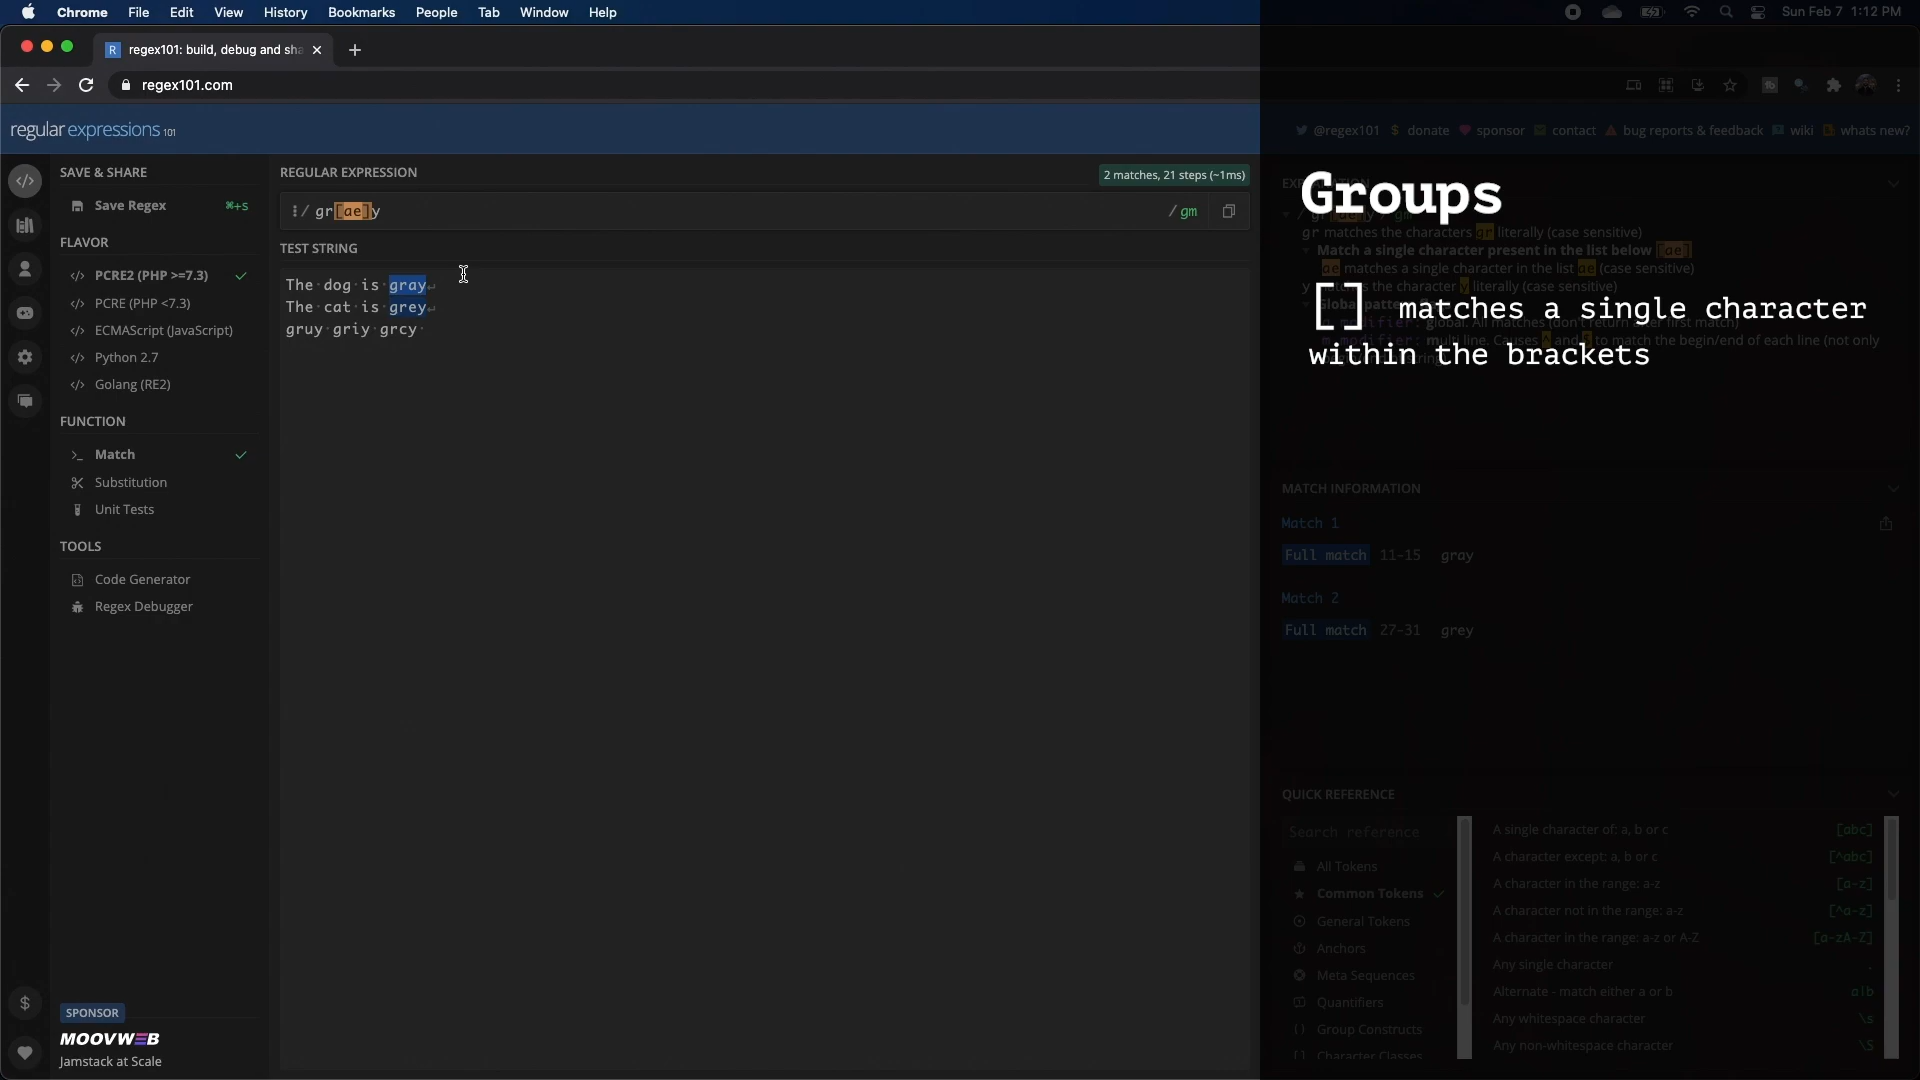 Chrome File Edit View History Bookmarks People Tab Window Help
Sun Feb 7 1:12 PM
regex101: build, debug and sha
regex101.com
regular expressions 101
@regex101 $ donate sponsor contact bug reports & feedback wiki whats new?
SAVE & SHARE
Save Regex ⌘+s
FLAVOR
</> PCRE2 (PHP >=7.3)
</> PCRE (PHP <7.3)
</> ECMAScript (JavaScript)
</> Python 2.7
</> Golang (RE2)
FUNCTION
Match
Substitution
Unit Tests
TOOLS
Code Generator
Regex Debugger
SPONSOR
MOOVWEB
Jamstack at Scale
REGULAR EXPRESSION
2 matches, 21 steps (~1ms)
/ gr[ae]y / gm
TEST STRING
The·dog·is·gray↵
The·cat·is·grey↵
gruy·griy·grcy·
Groups
gr matches the characters gr literally (case sensitive)
Match a single character present in the list below [ae]
ae matches a single character in the list ae (case sensitive)
y matches the character y literally (case sensitive)
[] matches a single character
within the brackets
MATCH INFORMATION
Match 1
Full match 11-15 gray
Match 2
Full match 27-31 grey
QUICK REFERENCE
Search reference
All Tokens
Common Tokens
General Tokens
Anchors
Meta Sequences
Quantifiers
Group Constructs
Character Classes
A single character of: a, b or c [abc]
A character except: a, b or c [^abc]
A character in the range: a-z [a-z]
A character not in the range: a-z [^a-z]
A character in the range: a-z or A-Z [a-zA-Z]
Any single character .
Alternate - match either a or b a|b
Any whitespace character \s
Any non-whitespace character \S